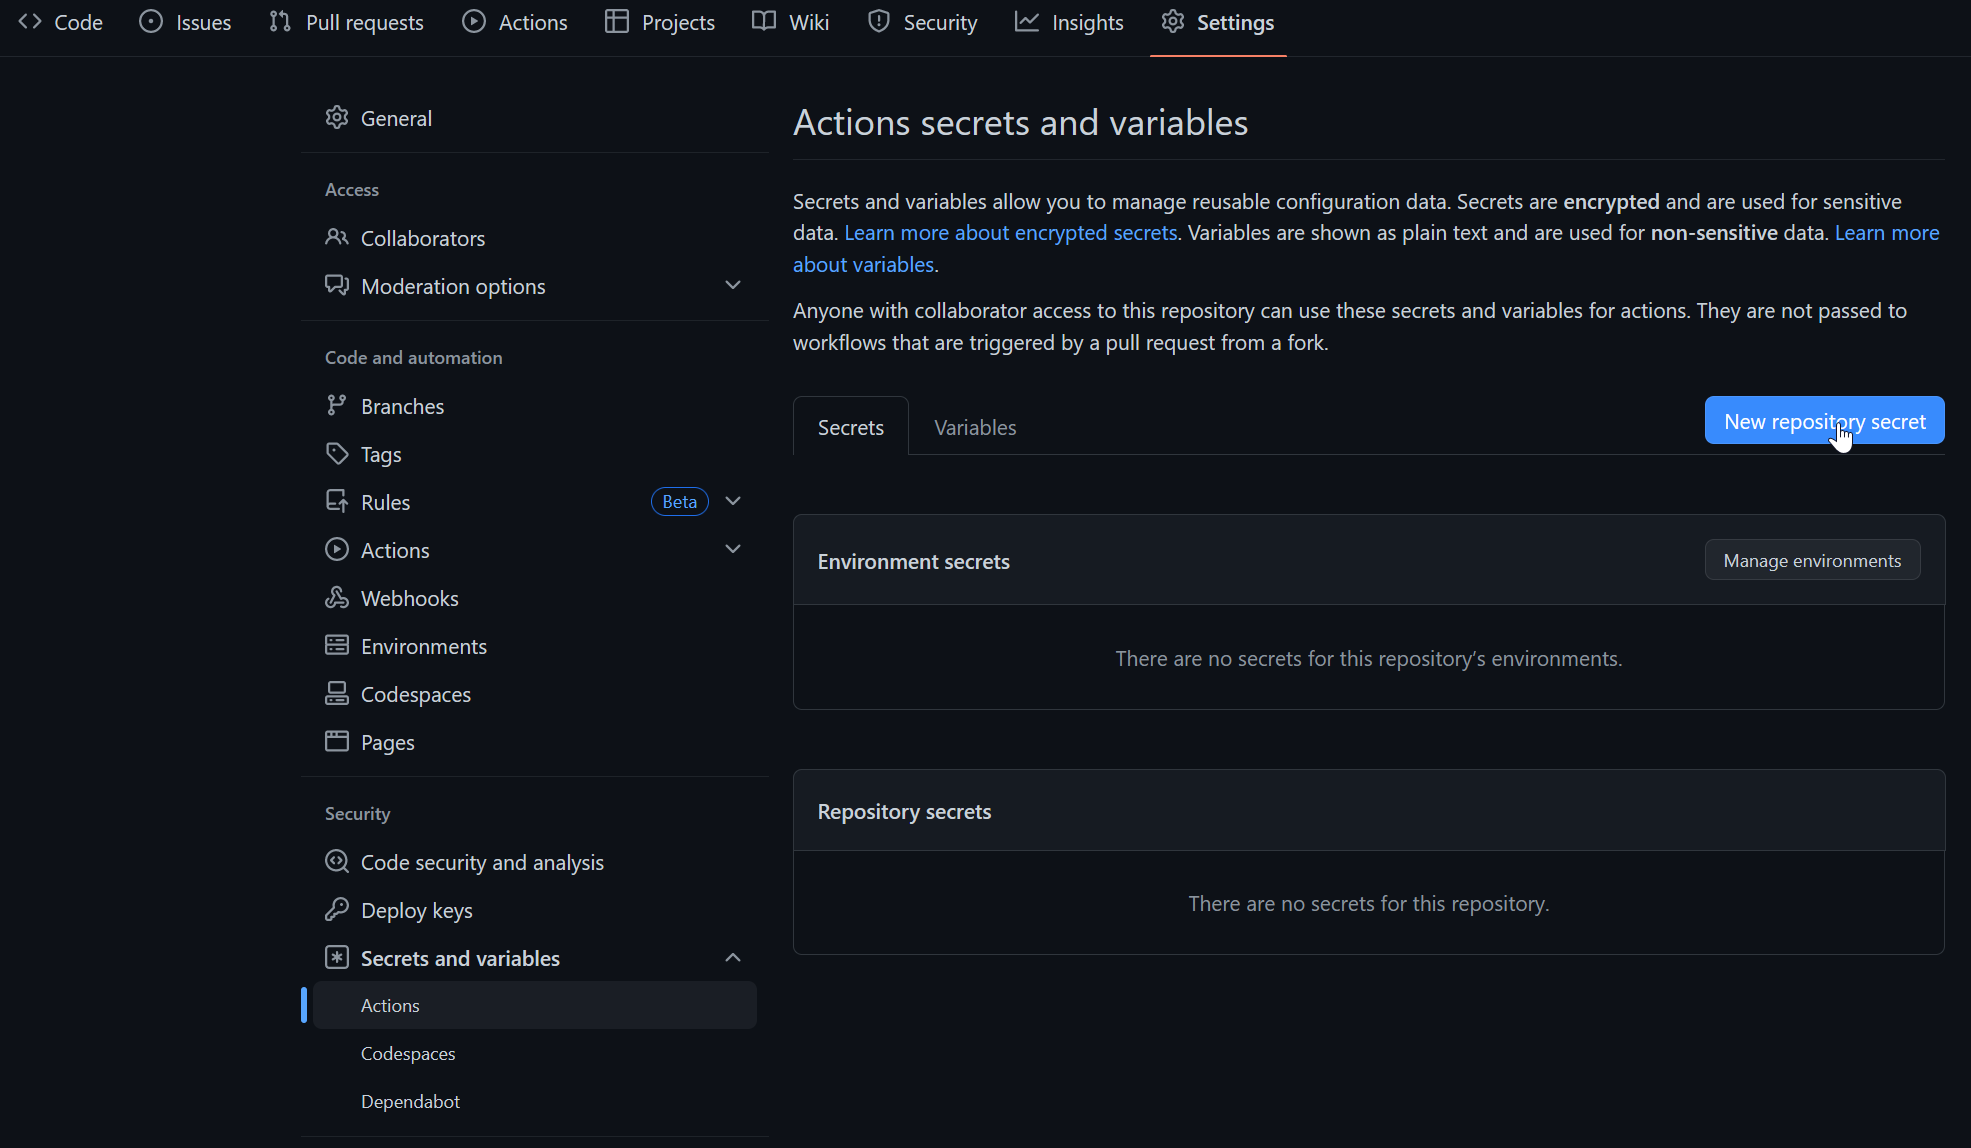 Code Issues Pull requests Actions Projects Wiki Security Insights Settings
General
Access
Collaborators
Moderation options
Code and automation
Branches
Tags
Rules Beta
Actions
Webhooks
Environments
Codespaces
Pages
Security
Code security and analysis
Deploy keys
Secrets and variables
Actions
Codespaces
Dependabot
Actions secrets and variables
Secrets and variables allow you to manage reusable configuration data. Secrets are encrypted and are used for sensitive
data. Learn more about encrypted secrets. Variables are shown as plain text and are used for non-sensitive data. Learn more
about variables.
Anyone with collaborator access to this repository can use these secrets and variables for actions. They are not passed to
workflows that are triggered by a pull request from a fork.
Secrets Variables New repository secret
Environment secrets Manage environments
There are no secrets for this repository’s environments.
Repository secrets
There are no secrets for this repository.